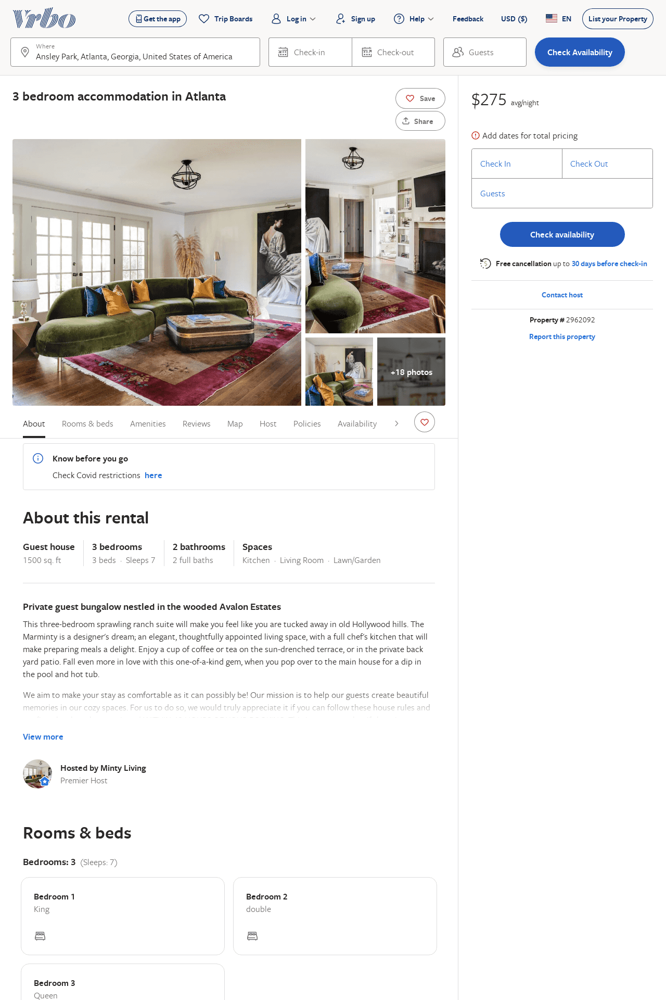 Vrbo
Get the app
Trip Boards
Log in
Sign up
Help
Feedback
USD ($)
EN
List your Property
Where
Ansley Park, Atlanta, Georgia, United States of America
Check-in
Check-out
Guests
Check Availability
3 bedroom accommodation in Atlanta
Save
Share
+18 photos
$275 avg/night
Add dates for total pricing
Check In
Check Out
Guests
Check availability
Free cancellation up to 30 days before check-in
Contact host
Property # 2962092
Report this property
About
Rooms & beds
Amenities
Reviews
Map
Host
Policies
Availability
Know before you go
Check Covid restrictions here
About this rental
Guest house
1500 sq. ft
3 bedrooms
3 beds · Sleeps 7
2 bathrooms
2 full baths
Spaces
Kitchen · Living Room · Lawn/Garden
Private guest bungalow nestled in the wooded Avalon Estates
This three-bedroom sprawling ranch suite will make you feel like you are tucked away in old Hollywood hills. The
Marminty is a designer's dream; an elegant, thoughtfully appointed living space, with a full chef's kitchen that will
make preparing meals a delight. Enjoy a cup of coffee or tea on the sun-drenched terrace, or in the private back
yard patio. Fall even more in love with this one-of-a-kind gem, when you pop over to the main house for a dip in
the pool and hot tub.
We aim to make your stay as comfortable as it can possibly be! Our mission is to help our guests create beautiful
memories in our cozy spaces. For us to do so, we would truly appreciate it if you can follow these house rules and
View more
Hosted by Minty Living
Premier Host
Rooms & beds
Bedrooms: 3 (Sleeps: 7)
Bedroom 1
King
Bedroom 2
double
Bedroom 3
Queen